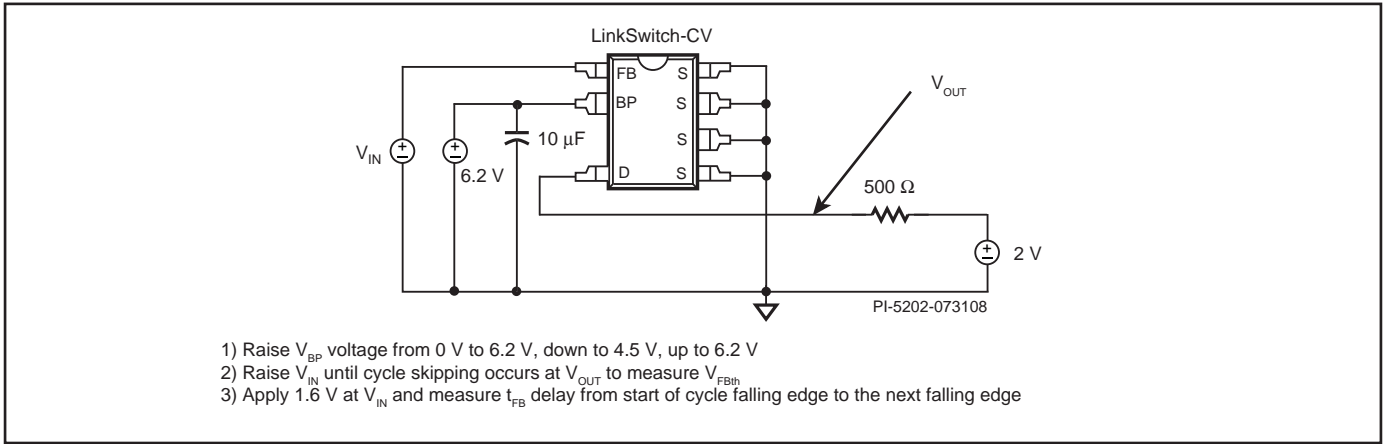 LinkSwitch-CV
FB S
BP S
S
D S
V_IN
6.2 V
10 µF
V_OUT
500 Ω
2 V
PI-5202-073108
1) Raise V_BP voltage from 0 V to 6.2 V, down to 4.5 V, up to 6.2 V
2) Raise V_IN until cycle skipping occurs at V_OUT to measure V_FBth
3) Apply 1.6 V at V_IN and measure t_FB delay from start of cycle falling edge to the next falling edge